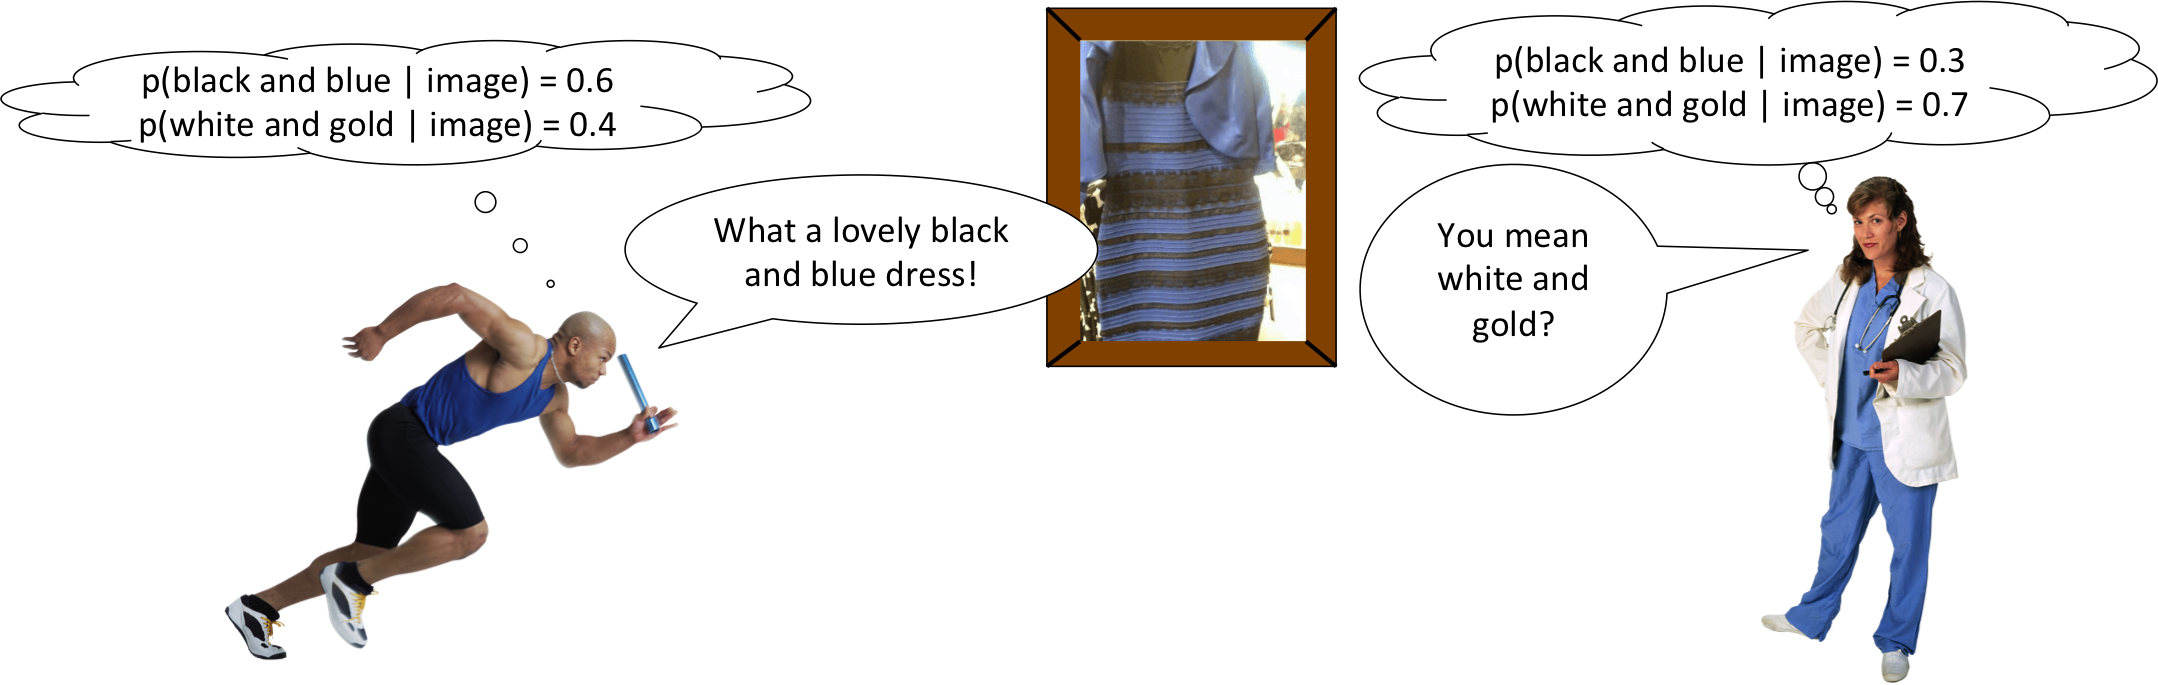 p(black and blue | image) = 0.6
p(white and gold | image) = 0.4
What a lovely black
and blue dress!
p(black and blue | image) = 0.3
p(white and gold | image) = 0.7
You mean
white and
gold?